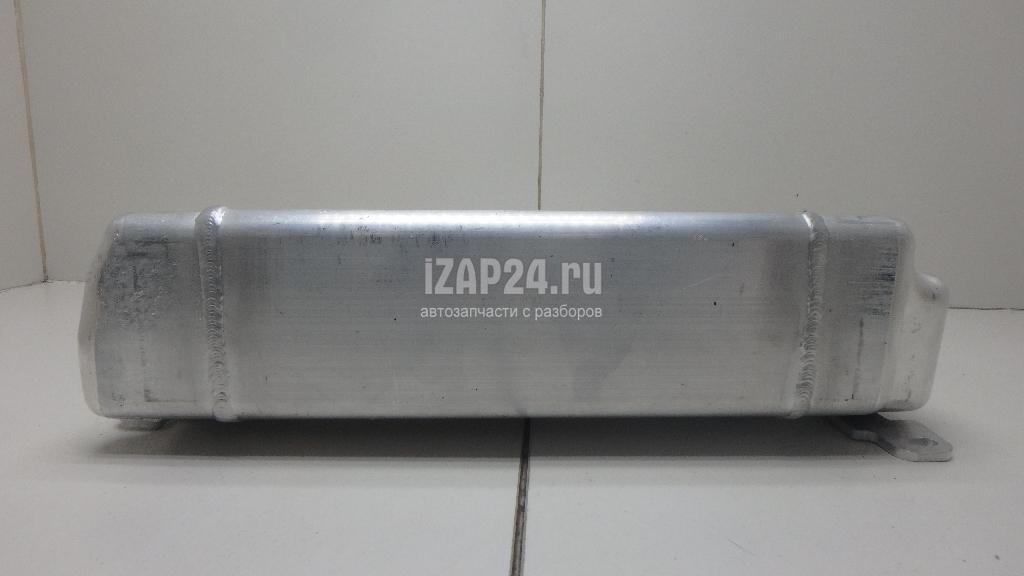 iZAP24.ru
автозапчасти с разборов